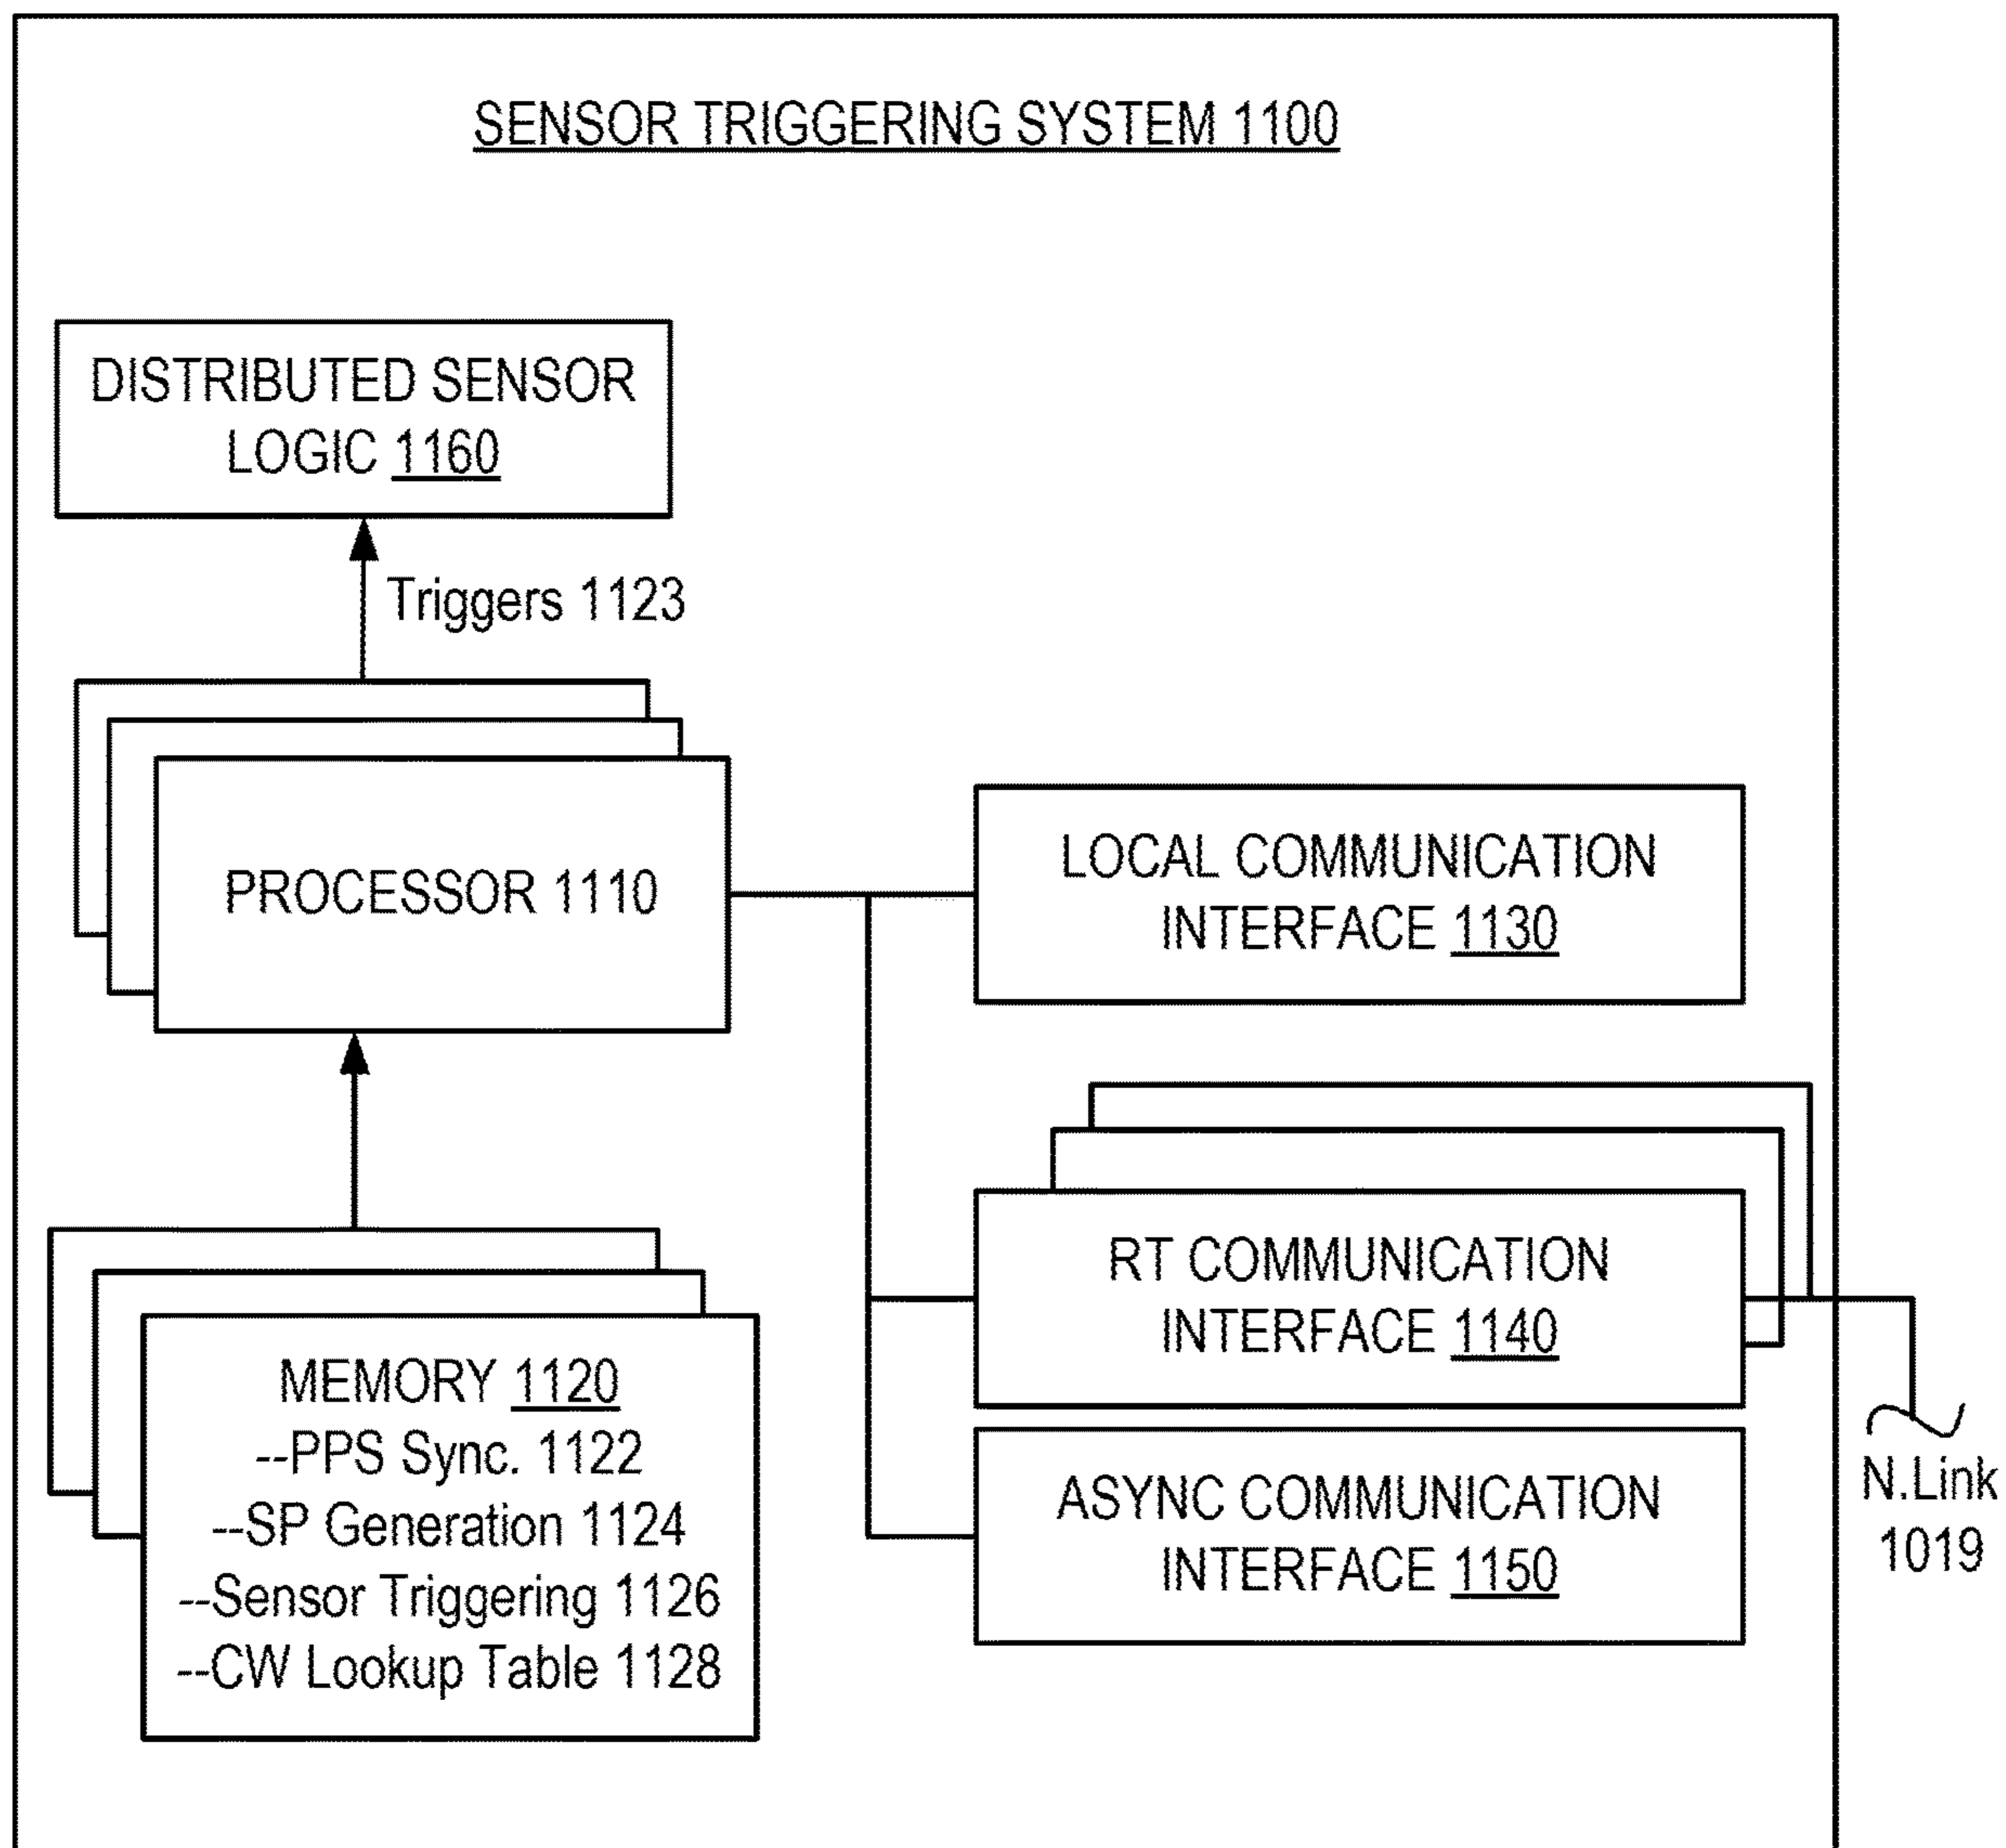 SENSOR TRIGGERING SYSTEM 1100
DISTRIBUTED SENSOR
LOGIC 1160
Triggers 1123
PROCESSOR 1110
LOCAL COMMUNICATION
INTERFACE 1130
RT COMMUNICATION
INTERFACE 1140
ASYNC COMMUNICATION
INTERFACE 1150
N.Link
1019
MEMORY 1120
--PPS Sync. 1122
--SP Generation 1124
--Sensor Triggering 1126
--CW Lookup Table 1128